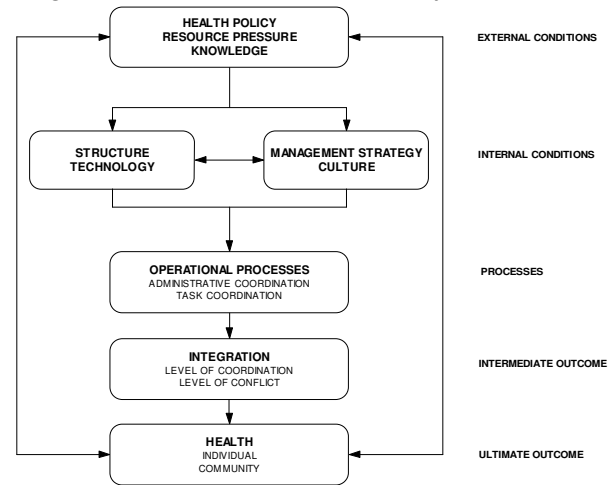 HEALTH POLICY
RESOURCE PRESSURE
KNOWLEDGE
EXTERNAL CONDITIONS
STRUCTURE
TECHNOLOGY
MANAGEMENT STRATEGY
CULTURE
INTERNAL CONDITIONS
OPERATIONAL PROCESSES
ADMINISTRATIVE COORDINATION
TASK COORDINATION
PROCESSES
INTEGRATION
LEVEL OF COORDINATION
LEVEL OF CONFLICT
INTERMEDIATE OUTCOME
HEALTH
INDIVIDUAL
COMMUNITY
ULTIMATE OUTCOME